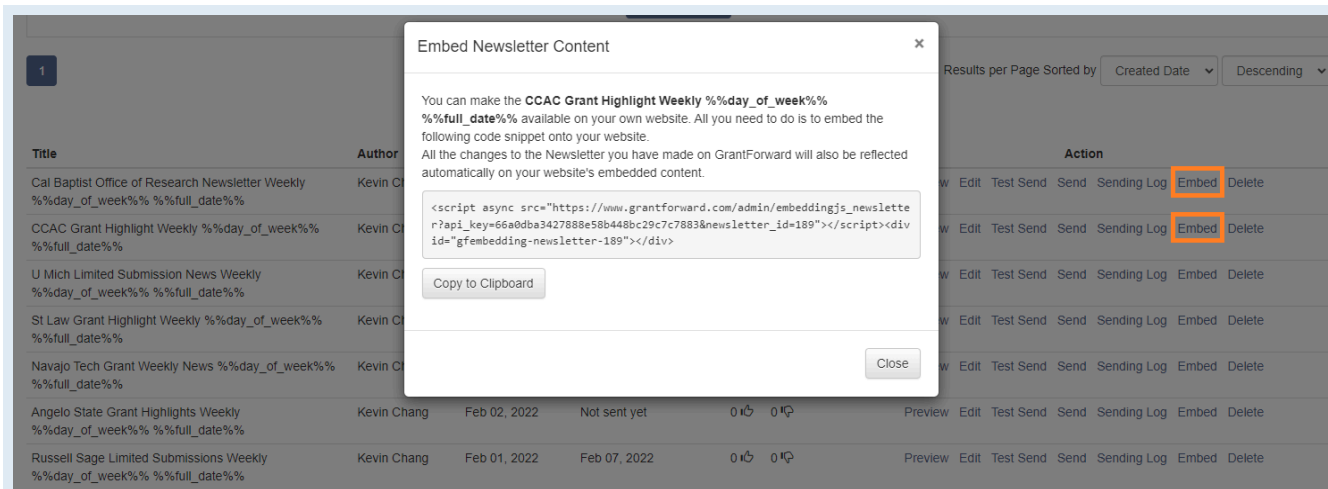 Embed Newsletter Content ×
1
Results per Page Sorted by Created Date Descending
You can make the CCAC Grant Highlight Weekly %%day_of_week%%
%%full_date%% available on your own website. All you need to do is to embed the
following code snippet onto your website.
All the changes to the Newsletter you have made on GrantForward will also be reflected
automatically on your website's embedded content.
<script async src="https://www.grantforward.com/admin/embeddingjs_newslette
r?api_key=66a0dba3427888e58b448bc29c7c7883&newsletter_id=189"></script><div
id="gfembedding-newsletter-189"></div>
Copy to Clipboard
Close
Title Author Action
Cal Baptist Office of Research Newsletter Weekly Kevin Edit Test Send Send Sending Log Embed Delete
%%day_of_week%% %%full_date%%
CCAC Grant Highlight Weekly %%day_of_week%% Kevin Edit Test Send Send Sending Log Embed Delete
%%full_date%%
U Mich Limited Submission News Weekly Kevin Edit Test Send Send Sending Log Embed Delete
%%day_of_week%% %%full_date%%
St Law Grant Highlight Weekly %%day_of_week%% Kevin Edit Test Send Send Sending Log Embed Delete
%%full_date%%
Navajo Tech Grant Weekly News %%day_of_week%% Kevin Edit Test Send Send Sending Log Embed Delete
%%full_date%%
Angelo State Grant Highlights Weekly Kevin Chang Feb 02, 2022 Not sent yet 0 0 Preview Edit Test Send Send Sending Log Embed Delete
%%day_of_week%% %%full_date%%
Russell Sage Limited Submissions Weekly Kevin Chang Feb 01, 2022 Feb 07, 2022 0 0 Preview Edit Test Send Send Sending Log Embed Delete
%%day_of_week%% %%full_date%%